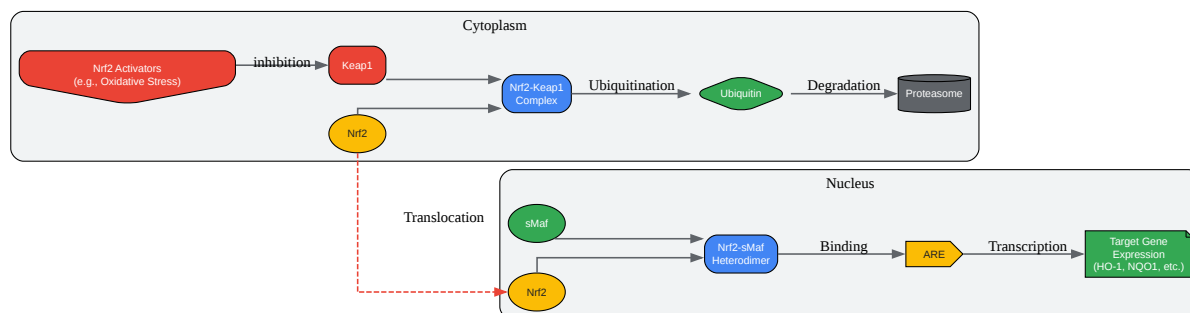 Cytoplasm
Nrf2 Activators
(e.g., Oxidative Stress)
inhibition
Keap1
Nrf2
Nrf2-Keap1
Complex
Ubiquitination
Ubiquitin
Degradation
Proteasome
Translocation
Nucleus
sMaf
Nrf2
Nrf2-sMaf
Heterodimer
Binding
ARE
Transcription
Target Gene
Expression
(HO-1, NQO1, etc.)